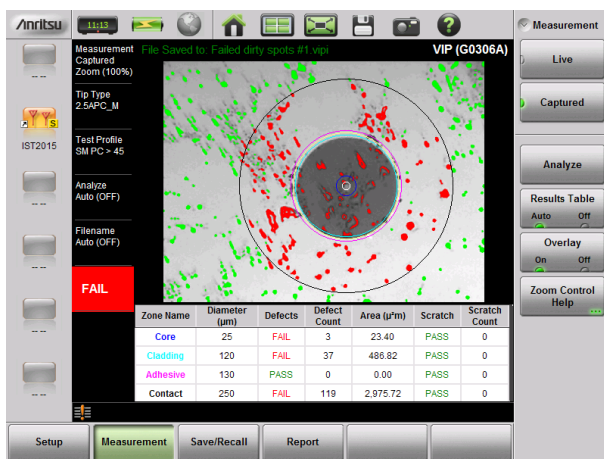 Anritsu
11:13
?
Measurement
Measurement
Captured
Zoom (100%)
File Saved to: Failed dirty spots #1.vipi
VIP (G0306A)
Live
-- --
Tip Type
2.5APC_M
Captured
S
IST2015
Test Profile
SM PC > 45
Analyze
-- --
Analyze
Auto (OFF)
Results Table
Auto Off
-- --
Filename
Auto (OFF)
Overlay
On Off
FAIL
Zoom Control
Help
-- --
Zone Name Diameter (µm) Defects Defect Count Area (µ²m) Scratch Scratch Count
Core 25 FAIL 3 23.40 PASS 0
Cladding 120 FAIL 37 486.82 PASS 0
Adhesive 130 PASS 0 0.00 PASS 0
Contact 250 FAIL 119 2,975.72 PASS 0
-- --
Setup Measurement Save/Recall Report